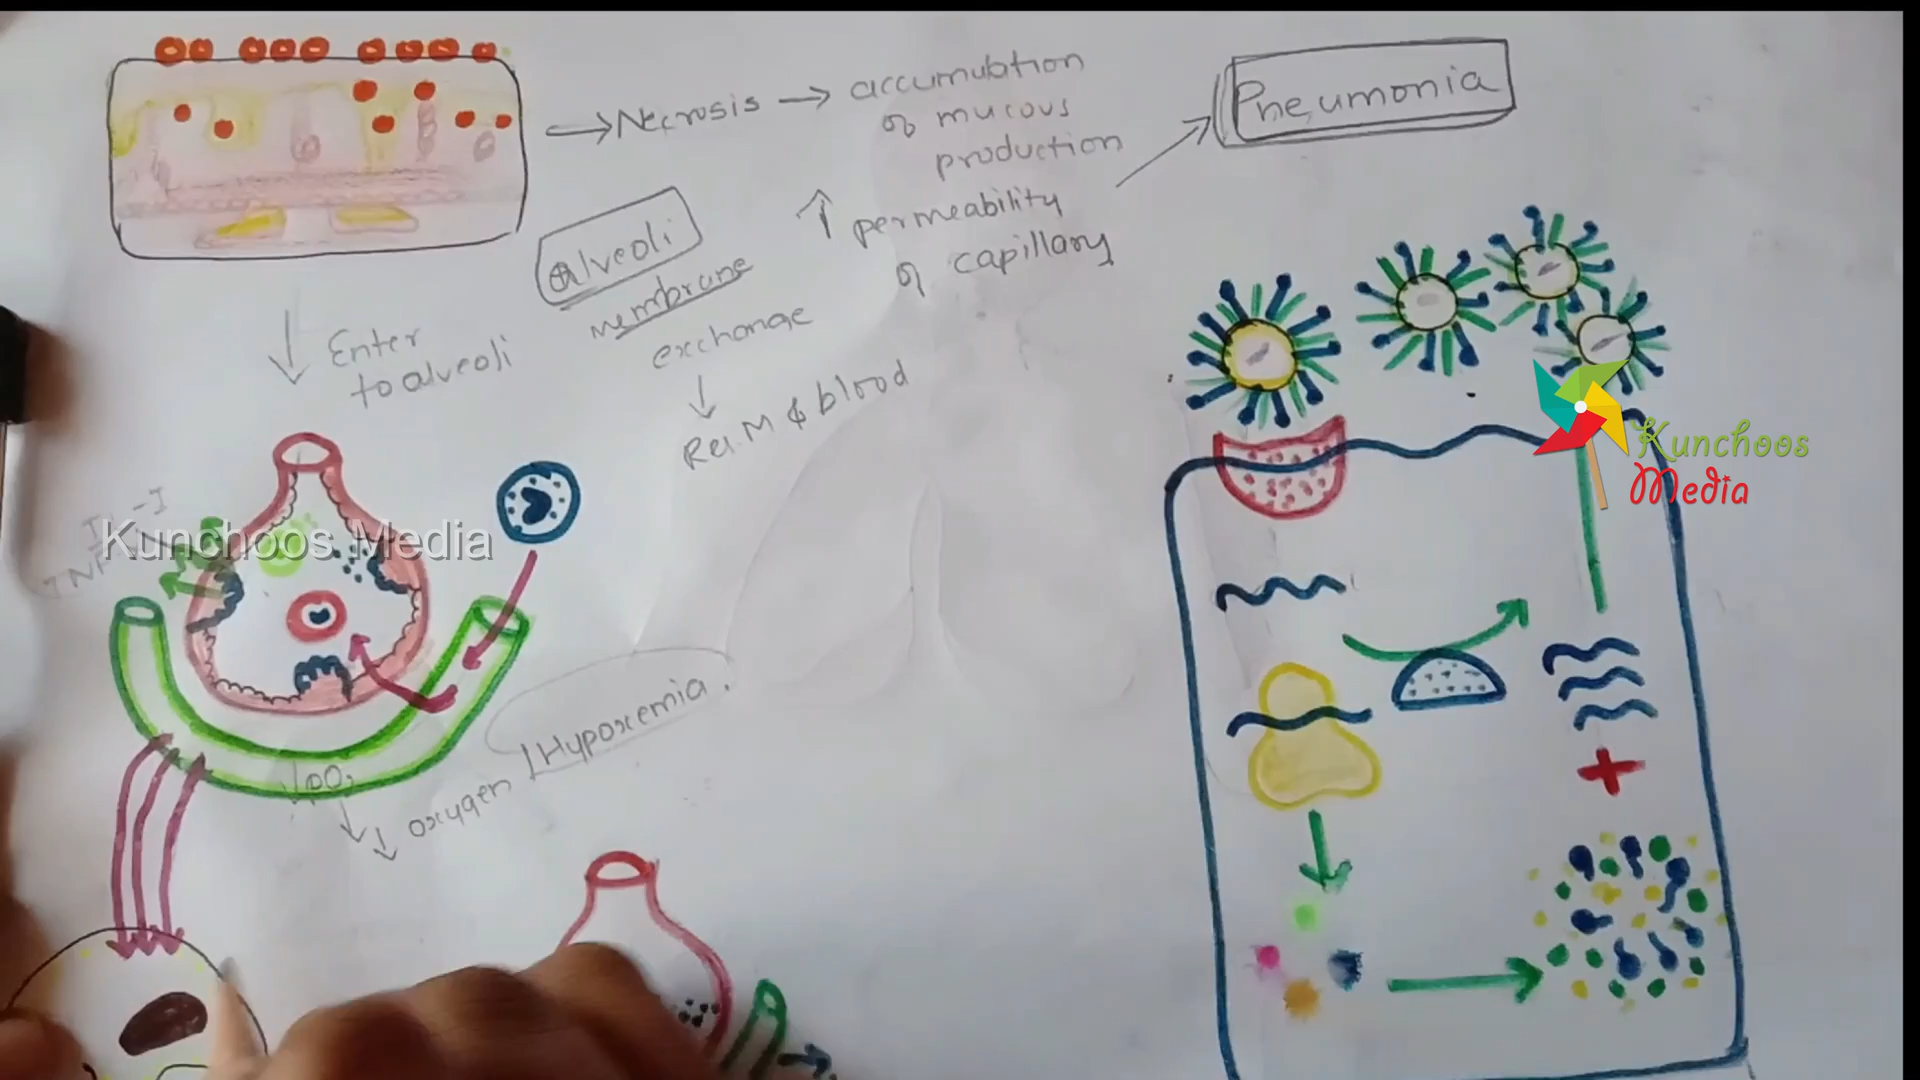 Necrosis → accumulation
of mucous
production
↑ permeability
of capillary
Pneumonia
alveoli
membrane
exchange
↓
& blood
↓ Enter
to alveoli
Kunchoos
Media
Kunchoos Media
Hypoxemia
↓ oxygen